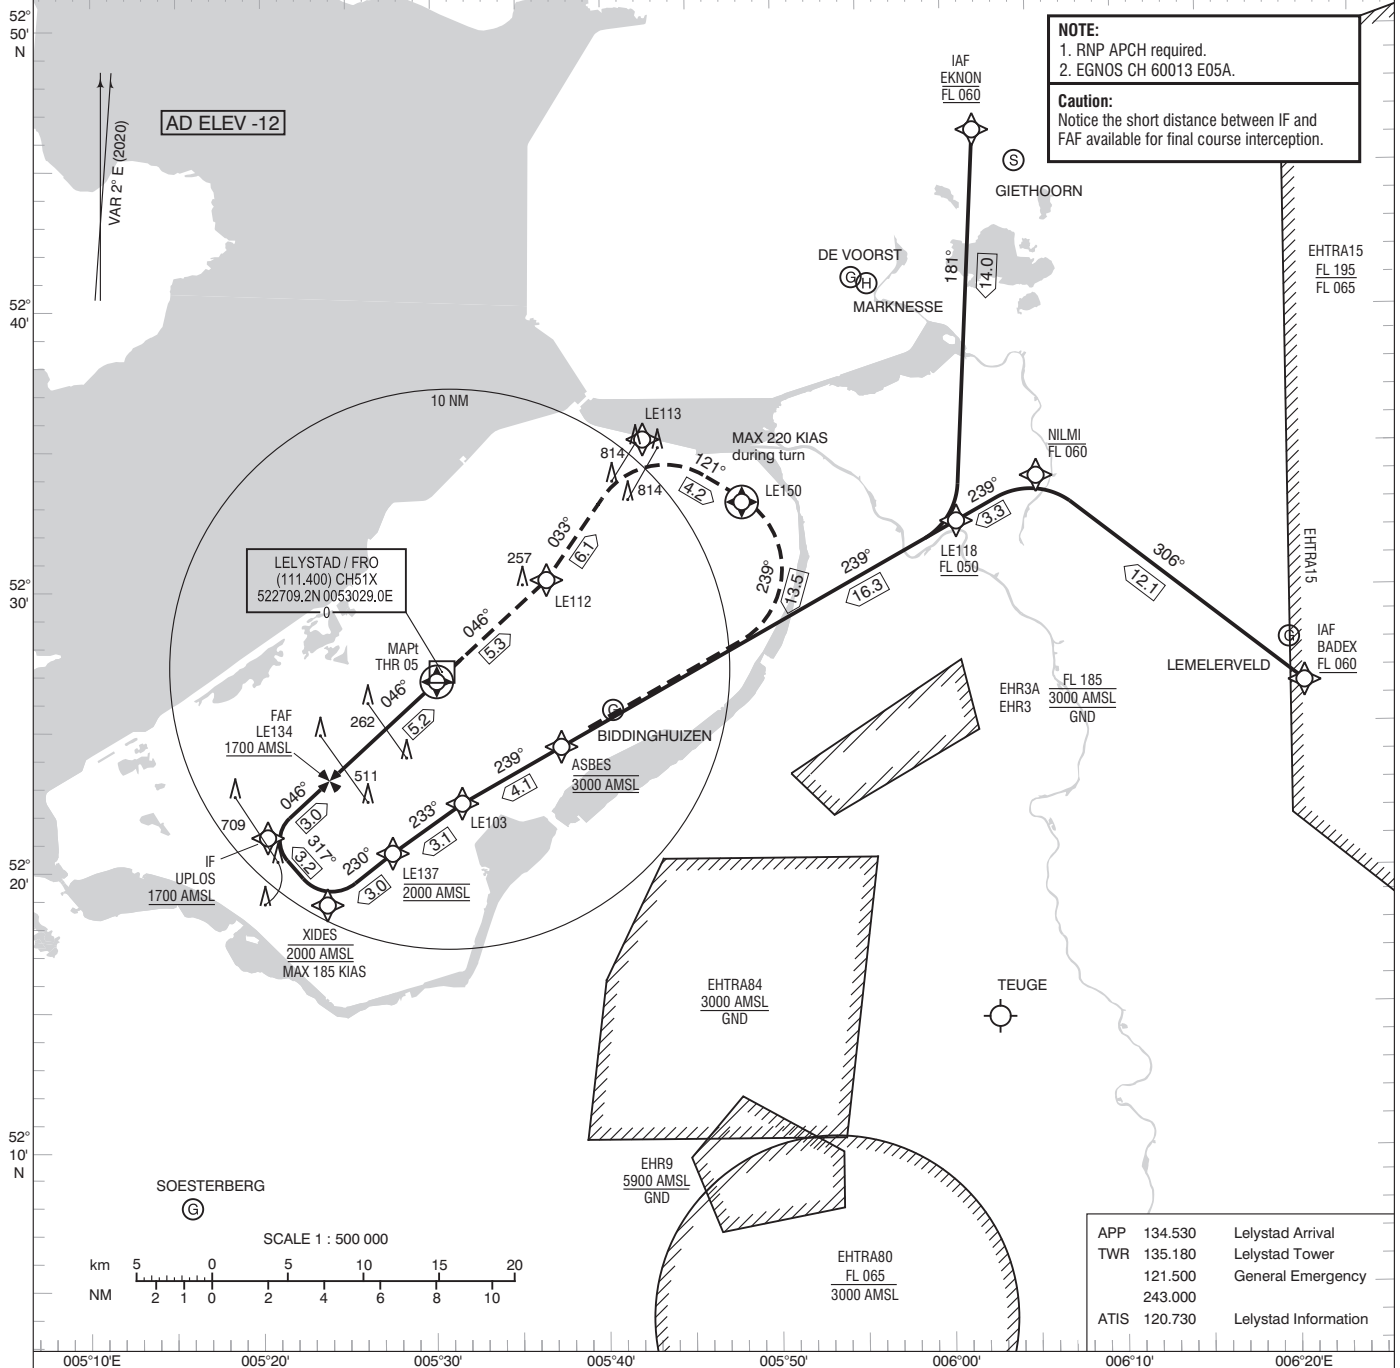 52°
50'
N
VAR 2° E (2020)
AD ELEV -12
IAF
EKNON
FL 060
NOTE:
1. RNP APCH required.
2. EGNOS CH 60013 E05A.
Caution:
Notice the short distance between IF and
FAF available for final course interception.
S
GIETHOORN
DE VOORST
G H
MARKNESSE
181°
14.0
EHTRA15
FL 195
FL 065
52°
40'
10 NM
LE113
814
814
MAX 220 KIAS
during turn
121°
4.2
LE150
NILMI
FL 060
239°
3.3
LE118
FL 050
033°
6.1
257
LE112
239°
13.5
239°
16.3
306°
12.1
EHTRA15
52°
30'
LELYSTAD / FRO
(111.400) CH51X
522709.2N 0053029.0E
0
046°
5.3
MAPt
THR 05
046°
5.2
262
G
IAF
BADEX
FL 060
LEMELERVELD
EHR3A
EHR3
FL 185
3000 AMSL
GND
FAF
LE134
1700 AMSL
511
G
BIDDINGHUIZEN
ASBES
3000 AMSL
239°
4.1
046°
3.0
709
233°
3.1
LE103
317°
3.2
230°
3.0
LE137
2000 AMSL
52°
20'
IF
UPLOS
1700 AMSL
XIDES
2000 AMSL
MAX 185 KIAS
EHTRA84
3000 AMSL
GND
TEUGE
52°
10'
N
EHR9
5900 AMSL
GND
SOESTERBERG
G
SCALE 1 : 500 000
km 5 0 5 10 15 20
NM 2 1 0 2 4 6 8 10
EHTRA80
FL 065
3000 AMSL
APP 134.530 Lelystad Arrival
TWR 135.180 Lelystad Tower
121.500 General Emergency
243.000
ATIS 120.730 Lelystad Information
005°10'E 005°20' 005°30' 005°40' 005°50' 006°00' 006°10' 006°20'E